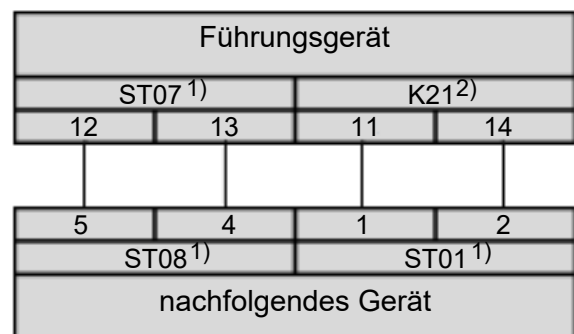 Führungsgerät
ST07 1) K21 2)
12 13 11 14
5 4 1 2
ST08 1) ST01 1)
nachfolgendes Gerät